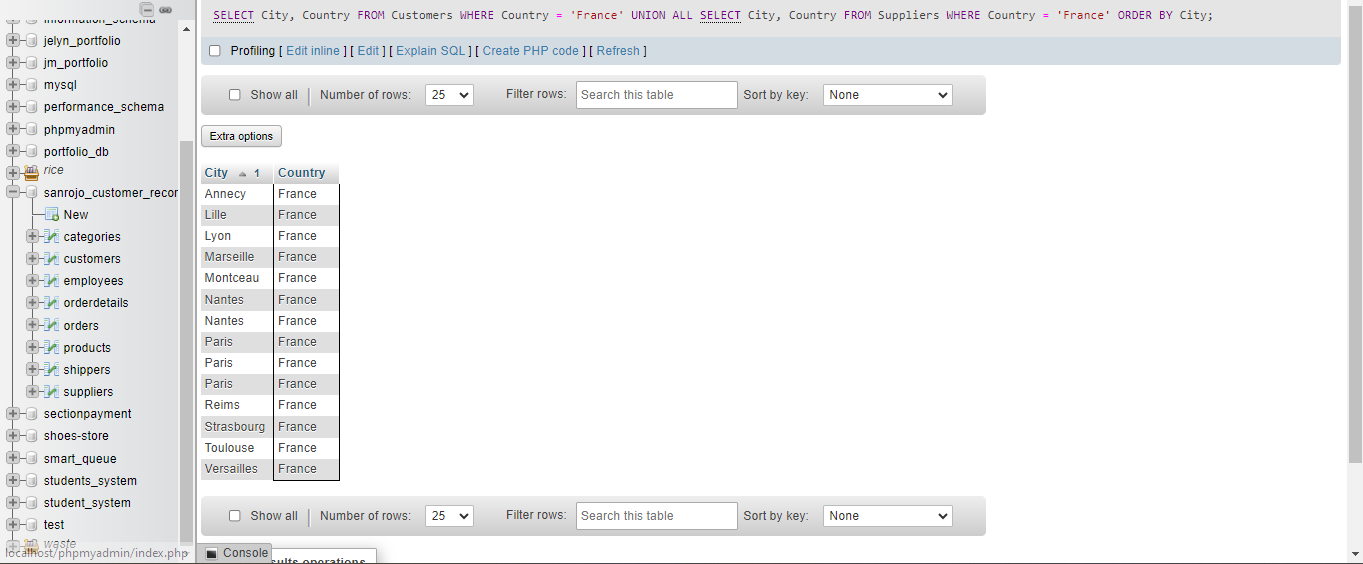 information_schema
jelyn_portfolio
jm_portfolio
mysql
performance_schema
phpmyadmin
portfolio_db
rice
sanrojo_customer_recor
New
categories
customers
employees
orderdetails
orders
products
shippers
suppliers
sectionpayment
shoes-store
smart_queue
students_system
student_system
test
waste
localhost/phpmyadmin/index.php
SELECT City, Country FROM Customers WHERE Country = 'France' UNION ALL SELECT City, Country FROM Suppliers WHERE Country = 'France' ORDER BY City;
Profiling [ Edit inline ] [ Edit ] [ Explain SQL ] [ Create PHP code ] [ Refresh ]
Show all | Number of rows: 25 Filter rows: Search this table Sort by key: None
Extra options
City 1 Country
Annecy France
Lille France
Lyon France
Marseille France
Montceau France
Nantes France
Nantes France
Paris France
Paris France
Paris France
Reims France
Strasbourg France
Toulouse France
Versailles France
Show all | Number of rows: 25 Filter rows: Search this table Sort by key: None
Console
sults operations